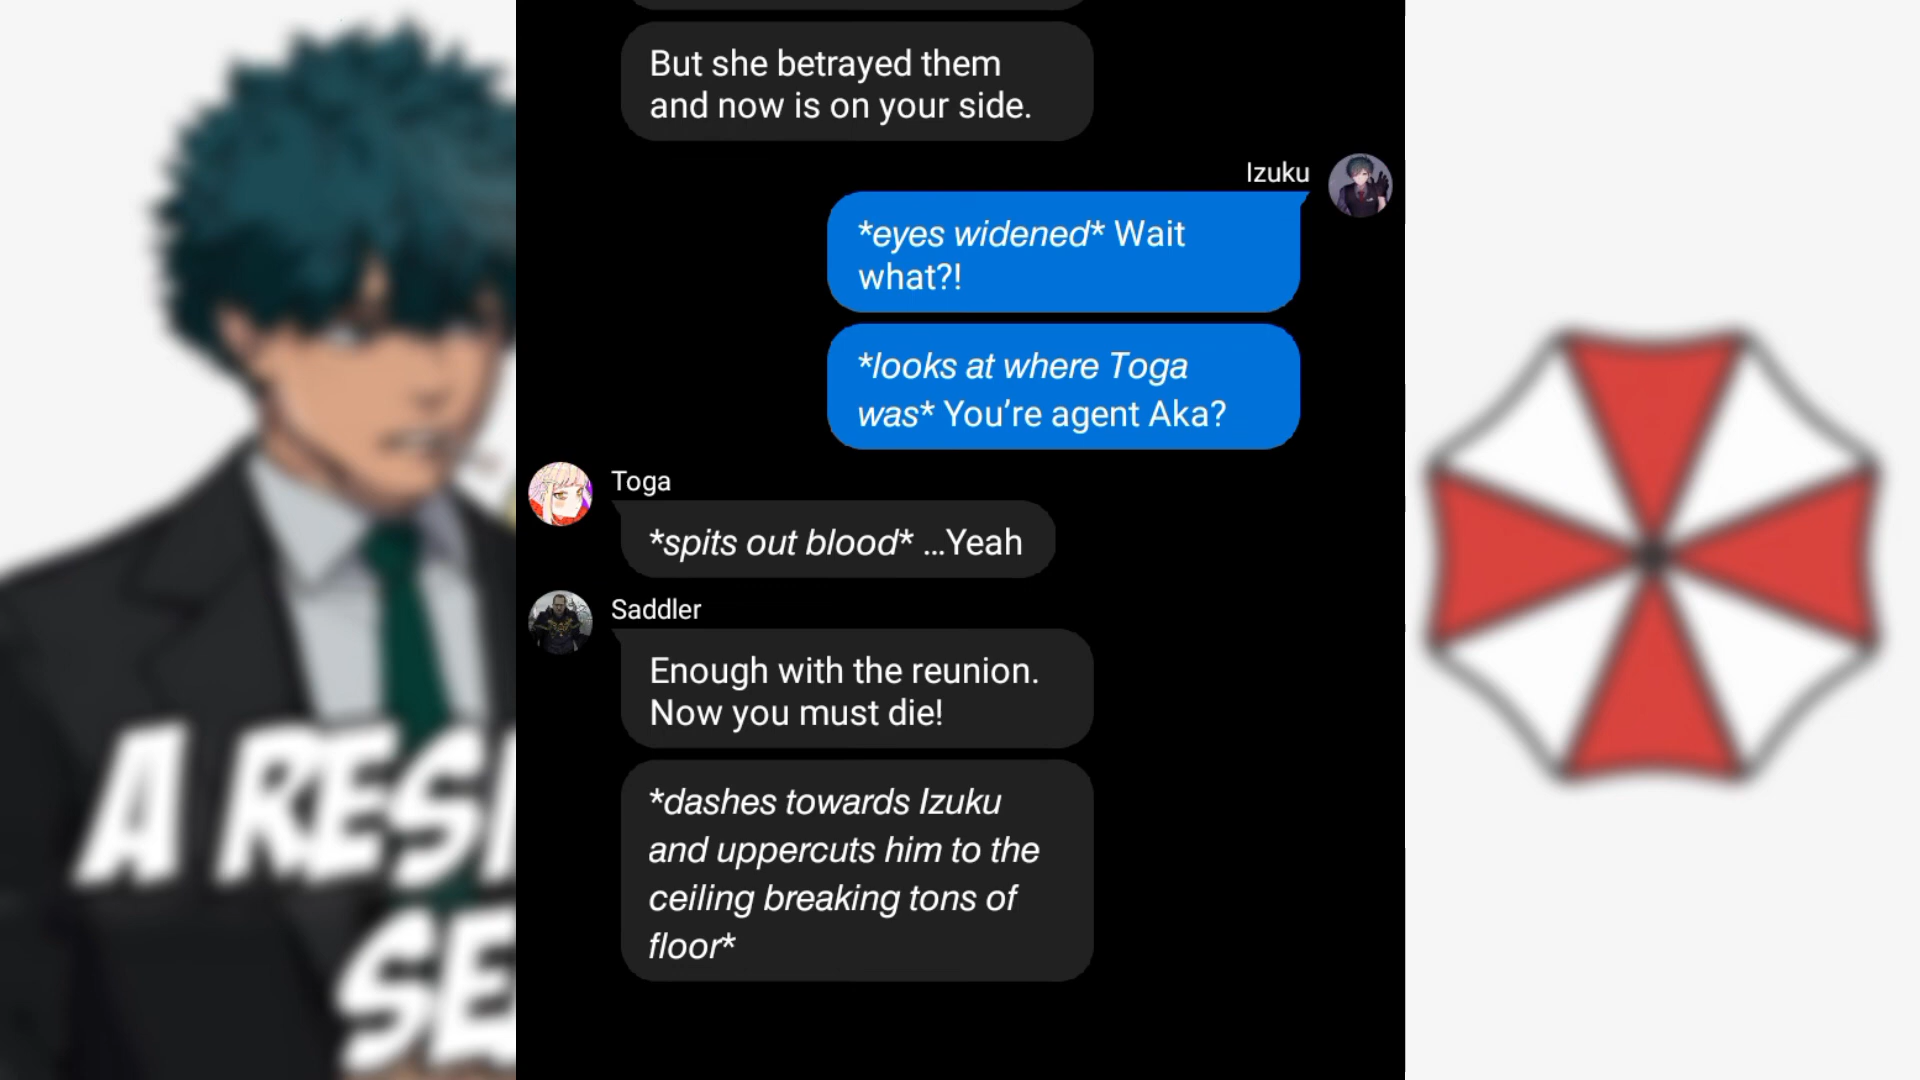 But she betrayed them
and now is on your side.
Izuku
*eyes widened* Wait
what?!
*looks at where Toga
was* You’re agent Aka?
Toga
*spits out blood* ...Yeah
Saddler
Enough with the reunion.
Now you must die!
*dashes towards Izuku
and uppercuts him to the
ceiling breaking tons of
floor*
A RESI
SE